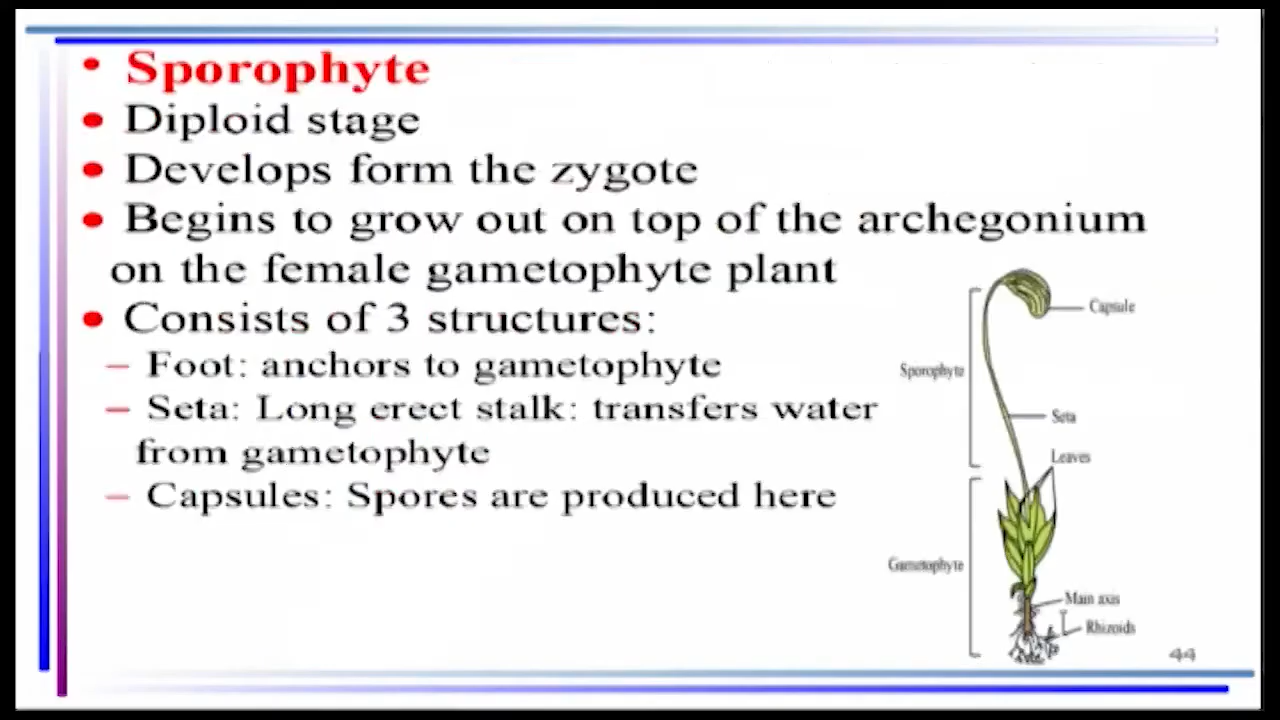 • Sporophyte
• Diploid stage
• Develops form the zygote
• Begins to grow out on top of the archegonium
on the female gametophyte plant
• Consists of 3 structures:
– Foot: anchors to gametophyte
– Seta: Long erect stalk: transfers water
from gametophyte
– Capsules: Spores are produced here
Capsule
Sporophyte
Seta
Leaves
Gametophyte
Main axis
Rhizoids
44